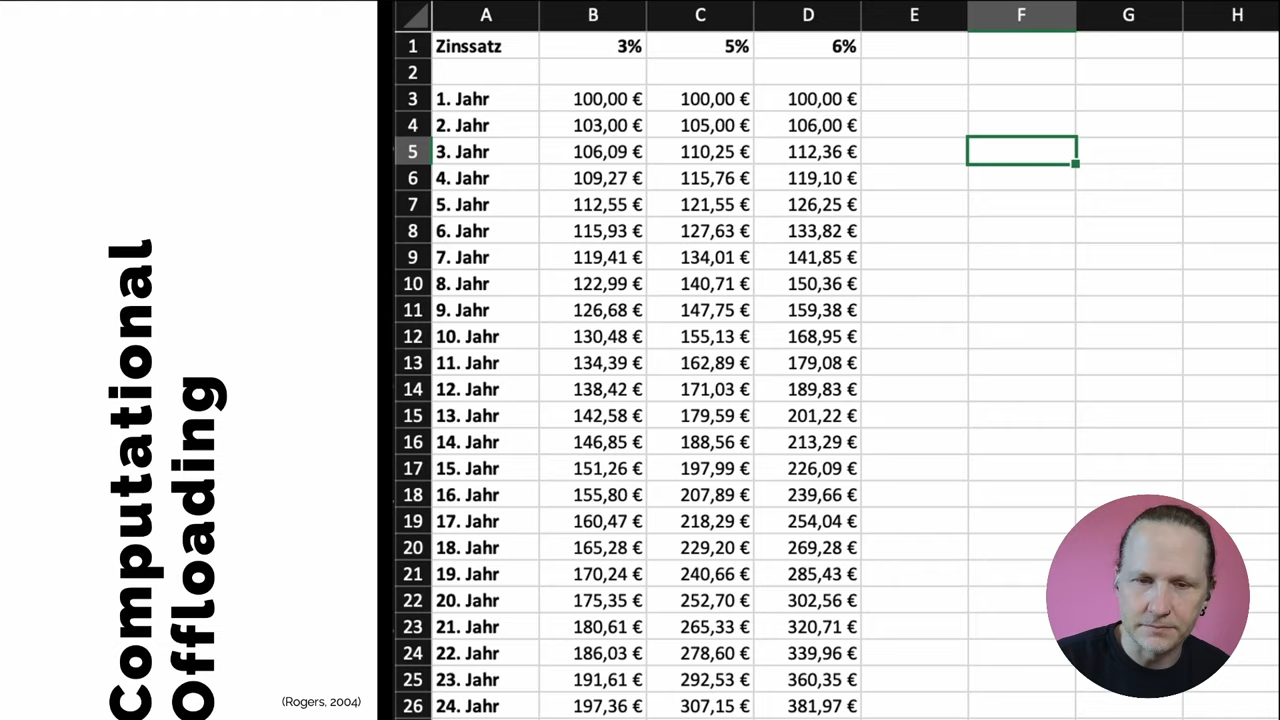 Computational
Offloading
(Rogers, 2004)
A B C D E F G H
1 Zinssatz 3% 5% 6%
2
3 1. Jahr 100,00 € 100,00 € 100,00 €
4 2. Jahr 103,00 € 105,00 € 106,00 €
5 3. Jahr 106,09 € 110,25 € 112,36 €
6 4. Jahr 109,27 € 115,76 € 119,10 €
7 5. Jahr 112,55 € 121,55 € 126,25 €
8 6. Jahr 115,93 € 127,63 € 133,82 €
9 7. Jahr 119,41 € 134,01 € 141,85 €
10 8. Jahr 122,99 € 140,71 € 150,36 €
11 9. Jahr 126,68 € 147,75 € 159,38 €
12 10. Jahr 130,48 € 155,13 € 168,95 €
13 11. Jahr 134,39 € 162,89 € 179,08 €
14 12. Jahr 138,42 € 171,03 € 189,83 €
15 13. Jahr 142,58 € 179,59 € 201,22 €
16 14. Jahr 146,85 € 188,56 € 213,29 €
17 15. Jahr 151,26 € 197,99 € 226,09 €
18 16. Jahr 155,80 € 207,89 € 239,66 €
19 17. Jahr 160,47 € 218,29 € 254,04 €
20 18. Jahr 165,28 € 229,20 € 269,28 €
21 19. Jahr 170,24 € 240,66 € 285,43 €
22 20. Jahr 175,35 € 252,70 € 302,56 €
23 21. Jahr 180,61 € 265,33 € 320,71 €
24 22. Jahr 186,03 € 278,60 € 339,96 €
25 23. Jahr 191,61 € 292,53 € 360,35 €
26 24. Jahr 197,36 € 307,15 € 381,97 €